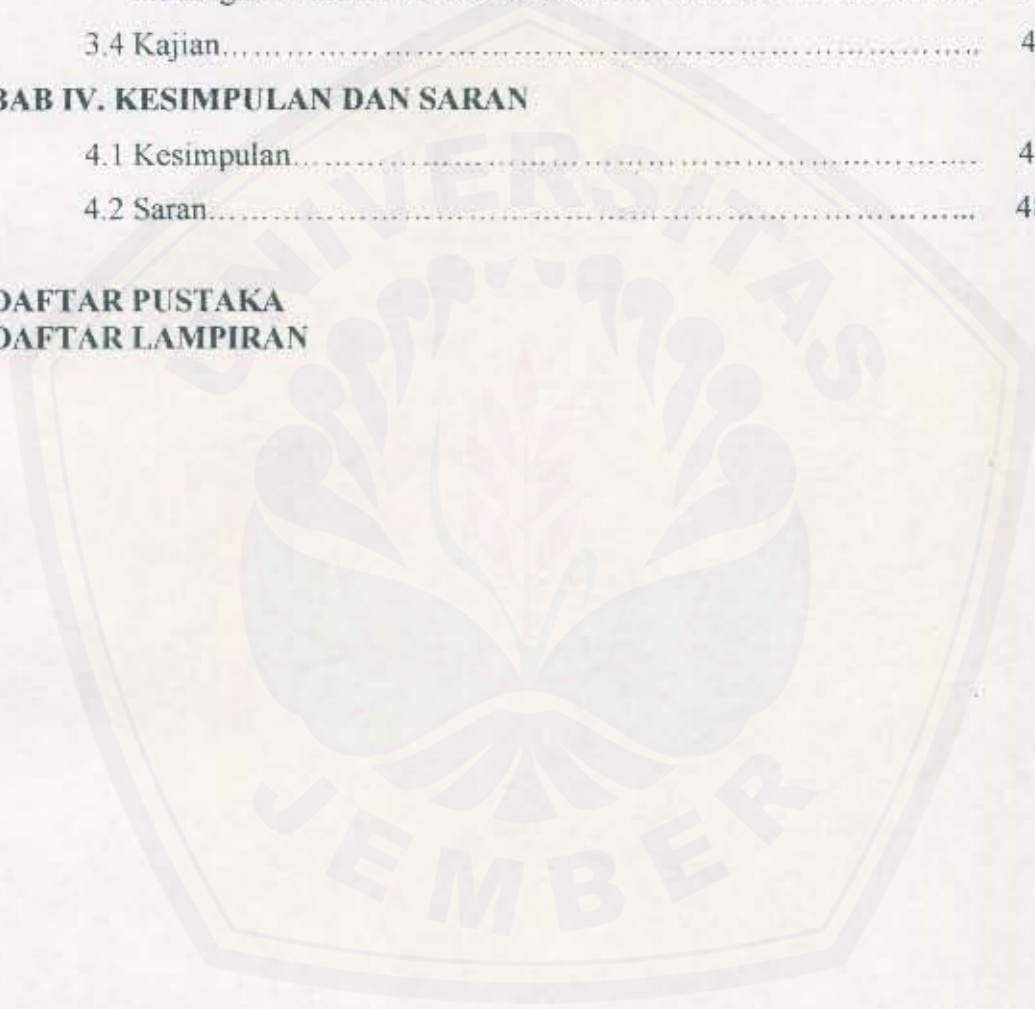 3.4 Kajian
BAB IV. KESIMPULAN DAN SARAN
4.1 Kesimpulan
4.2 Saran
DAFTAR PUSTAKA
DAFTAR LAMPIRAN
UNIVERSITAS
JEMBER